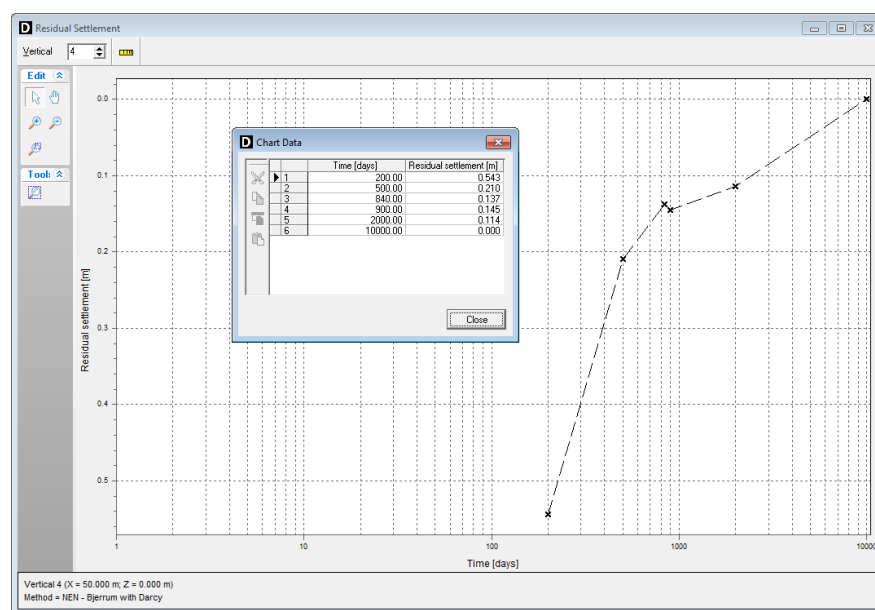 D Residual Settlement
Vertical 4
Edit
Tools
D Chart Data
Time [days] Residual settlement [m]
1 200.00 0.543
2 500.00 0.210
3 840.00 0.137
4 900.00 0.145
5 2000.00 0.114
6 10000.00 0.000
Close
0.0
0.1
0.2
0.3
0.4
0.5
Residual settlement [m]
1 10 100 1000 10000
Time [days]
Vertical 4 (X = 50.000 m; Z = 0.000 m)
Method = NEN - Bjerrum with Darcy